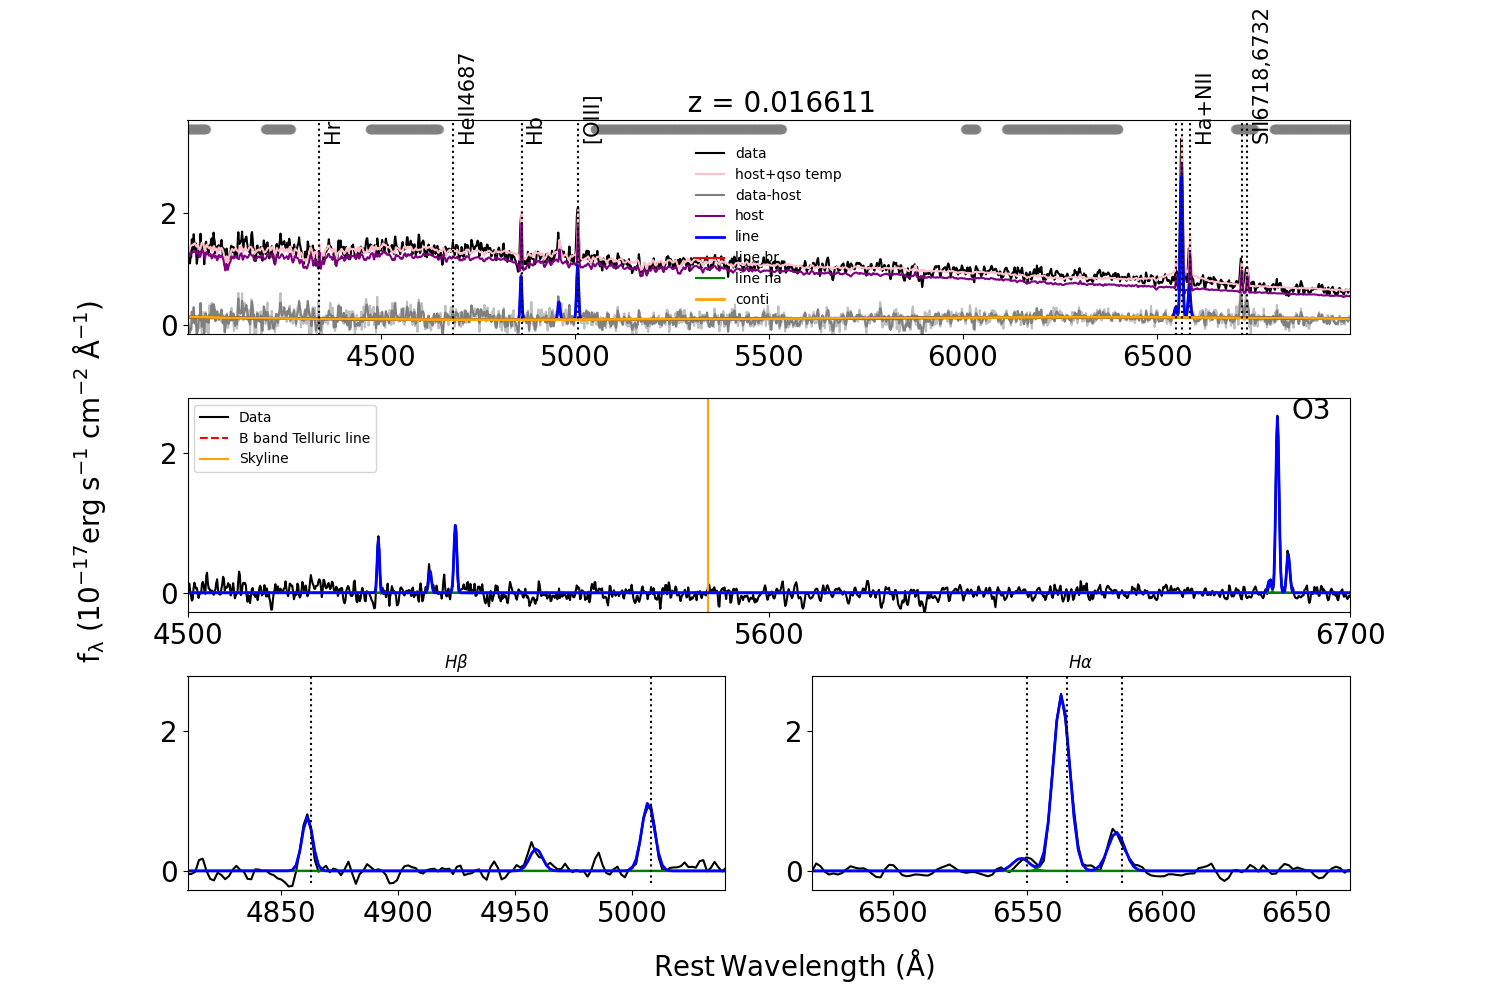 z = 0.016611
Hr
HeII4687
Hb
[OIII]
Ha+NII
SII6718,6732
data
host+qso temp
data-host
host
line
line br
line na
conti
2
0
4500 5000 5500 6000 6500
fλ (10⁻¹⁷erg s⁻¹ cm⁻² Å⁻¹)
O3
Data
B band Telluric line
Skyline
2
0
4500 5600 6700
Hβ
2
0
4850 4900 4950 5000
Hα
2
0
6500 6550 6600 6650
Rest Wavelength (Å)